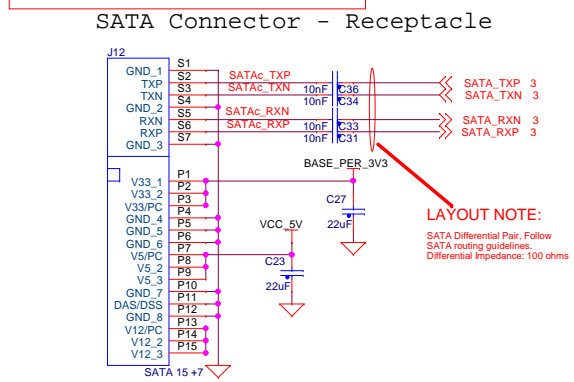 SATA Connector - Receptacle
J12
GND_1 S1
TXP S2 SATAc_TXP 10nF C36 SATA_TXP 3
TXN S3 SATAc_TXN 10nF C34 SATA_TXN 3
GND_2 S4
RXN S5 SATAc_RXN 10nF C33 SATA_RXN 3
RXP S6 SATAc_RXP 10nF C31 SATA_RXP 3
GND_3 S7
BASE_PER_3V3
V33_1 P1
V33_2 P2
V33/PC P3
GND_4 P4
GND_5 P5
GND_6 P6
V5/PC P7
V5_2 P8
V5_3 P9
GND_7 P10
DAS/DSS P11
GND_8 P12
V12/PC P13
V12_2 P14
V12_3 P15
SATA 15 +7
C27
22uF
VCC_5V
C23
22uF
LAYOUT NOTE:
SATA Differential Pair, Follow
SATA routing guidelines.
Differential Impedance: 100 ohms